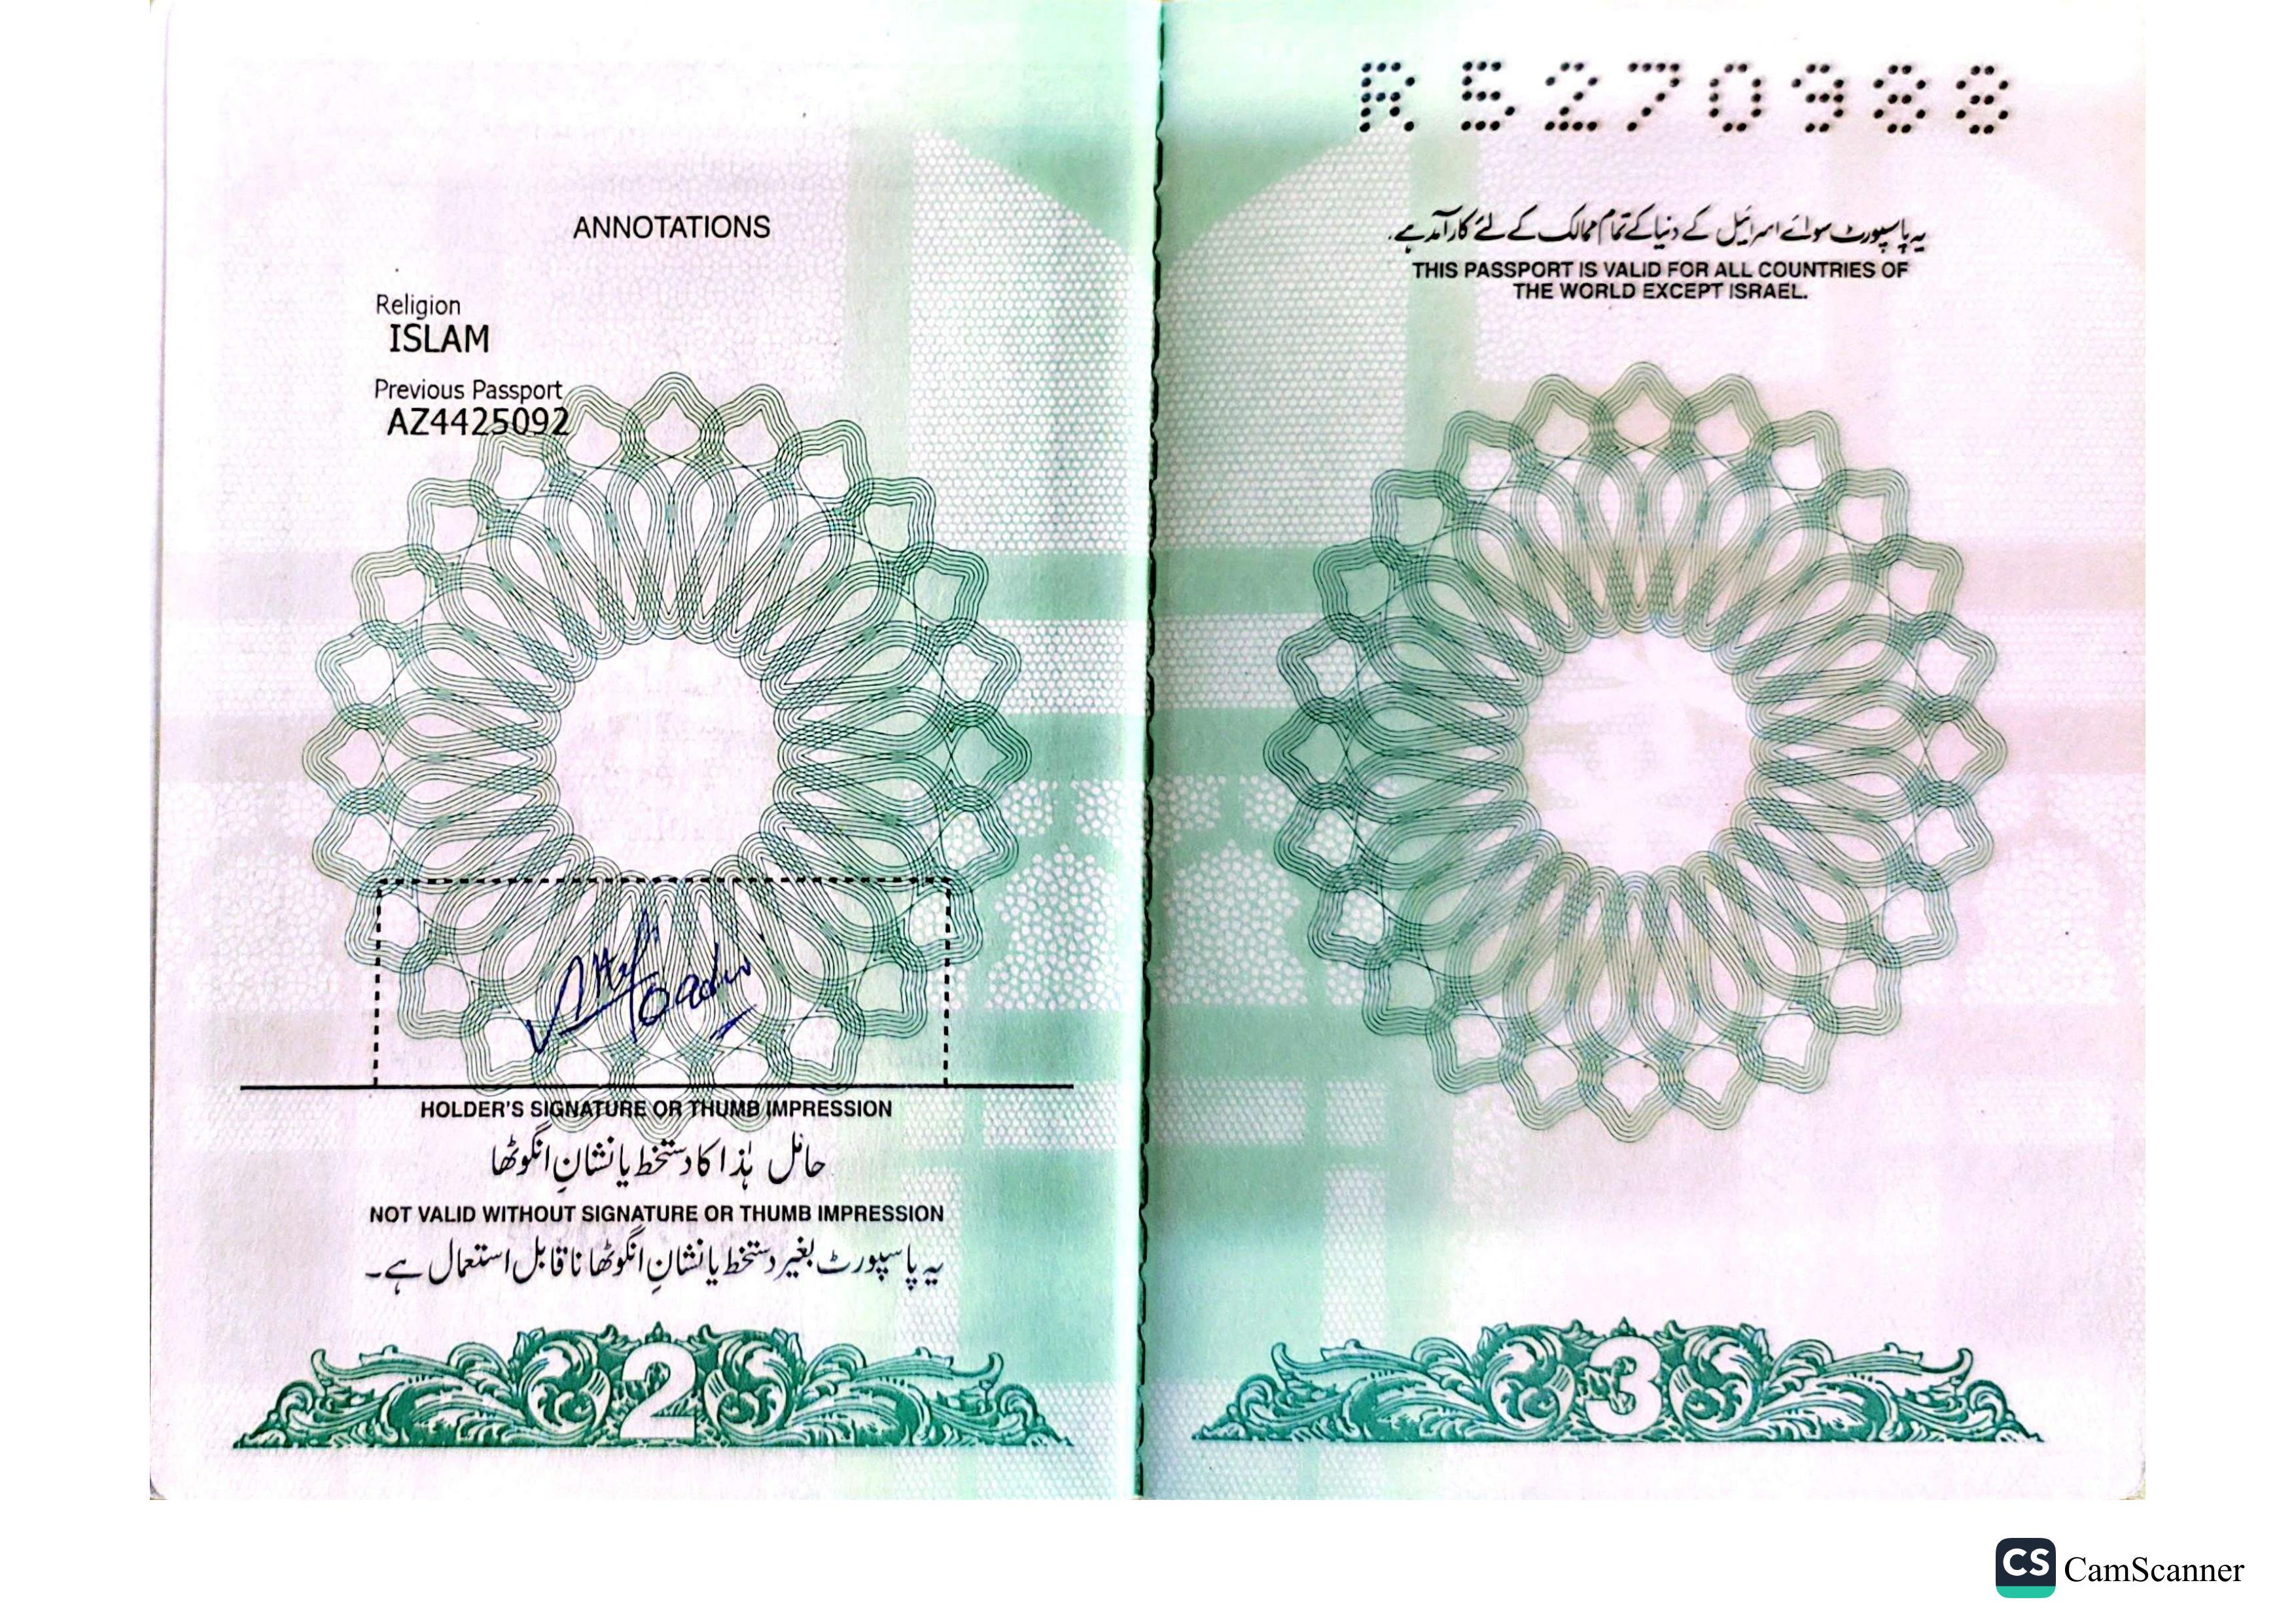 ANNOTATIONS
Religion
ISLAM
Previous Passport
AZ4425092
HOLDER'S SIGNATURE OR THUMB IMPRESSION
حامل ہٰذا کا دستخط یا نشانِ انگوٹھا
NOT VALID WITHOUT SIGNATURE OR THUMB IMPRESSION
یہ پاسپورٹ بغیر دستخط یا نشانِ انگوٹھا ناقابل استعمال ہے۔
2
R5270988
یہ پاسپورٹ سوائے اسرائیل کے دنیا کے تمام ممالک کے لئے کارآمد ہے.
THIS PASSPORT IS VALID FOR ALL COUNTRIES OF
THE WORLD EXCEPT ISRAEL.
3
CS CamScanner